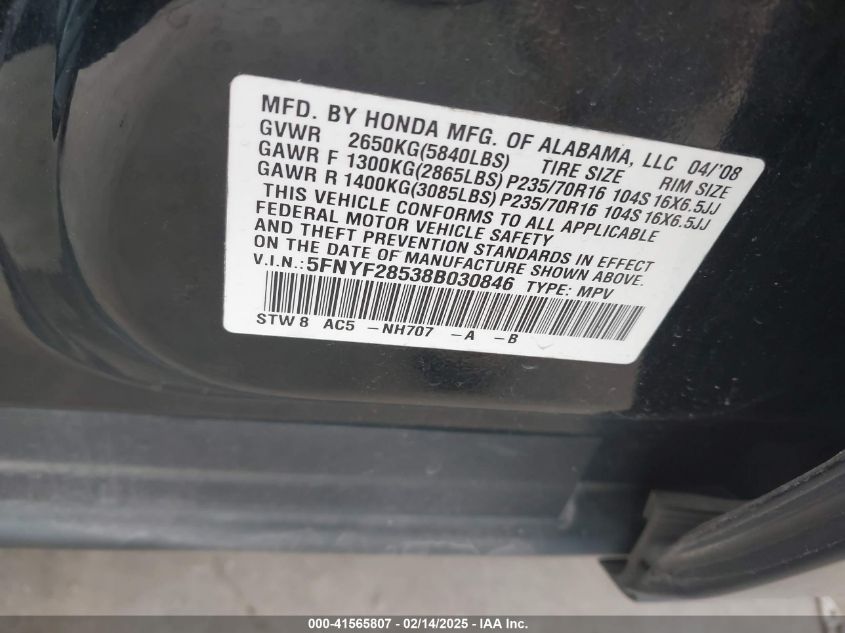 MFD. BY HONDA MFG. OF ALABAMA, LLC 04/'08
GVWR 2650KG(5840LBS) TIRE SIZE RIM SIZE
GAWR F 1300KG(2865LBS) P235/70R16 104S 16X6.5JJ
GAWR R 1400KG(3085LBS) P235/70R16 104S 16X6.5JJ
THIS VEHICLE CONFORMS TO ALL APPLICABLE
FEDERAL MOTOR VEHICLE SAFETY
AND THEFT PREVENTION STANDARDS IN EFFECT
ON THE DATE OF MANUFACTURE SHOWN ABOVE.
V.I.N.: 5FNYF28538B030846 TYPE: MPV
STW 8 AC5 -NH707 -A -B
000-41565807 - 02/14/2025 - IAA Inc.